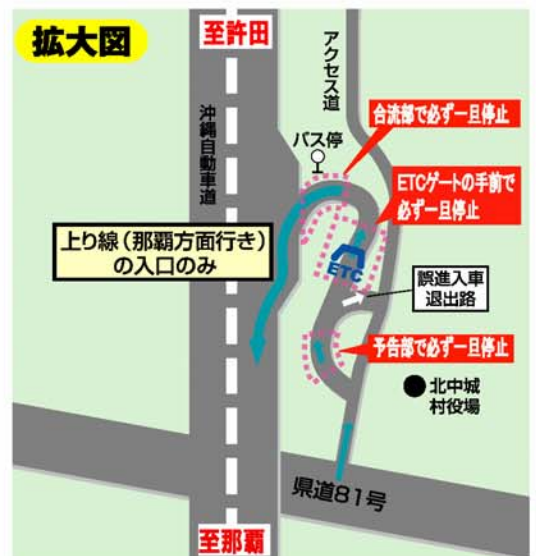 拡大図
至許田
アクセス道
沖縄自動車道
合流部で必ず一旦停止
バス停
ETCゲートの手前で
必ず一旦停止
上り線（那覇方面行き）
の入口のみ
ETC
誤進入車
退出路
予告部で必ず一旦停止
北中城
村役場
県道81号
至那覇